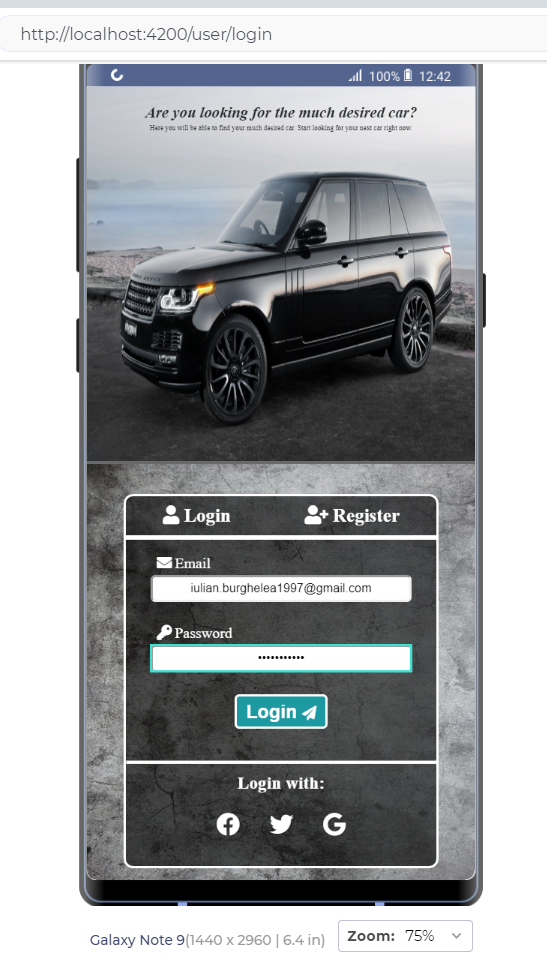 http://localhost:4200/user/login
100% 12:42
Are you looking for the much desired car?
Here you will be able to find your much desired car. Start looking for your next car right now.
Login Register
Email
iulian.burghelea1997@gmail.com
Password
•••••••••••
Login
Login with:
Galaxy Note 9(1440 x 2960 | 6.4 in) Zoom: 75%